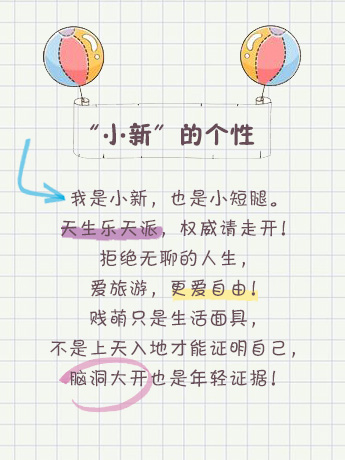 “小新”的个性
我是小新，也是小短腿。
天生乐天派，权威请走开！
拒绝无聊的人生，
爱旅游，更爱自由！
贱萌只是生活面具，
不是上天入地才能证明自己，
脑洞大开也是年轻证据！